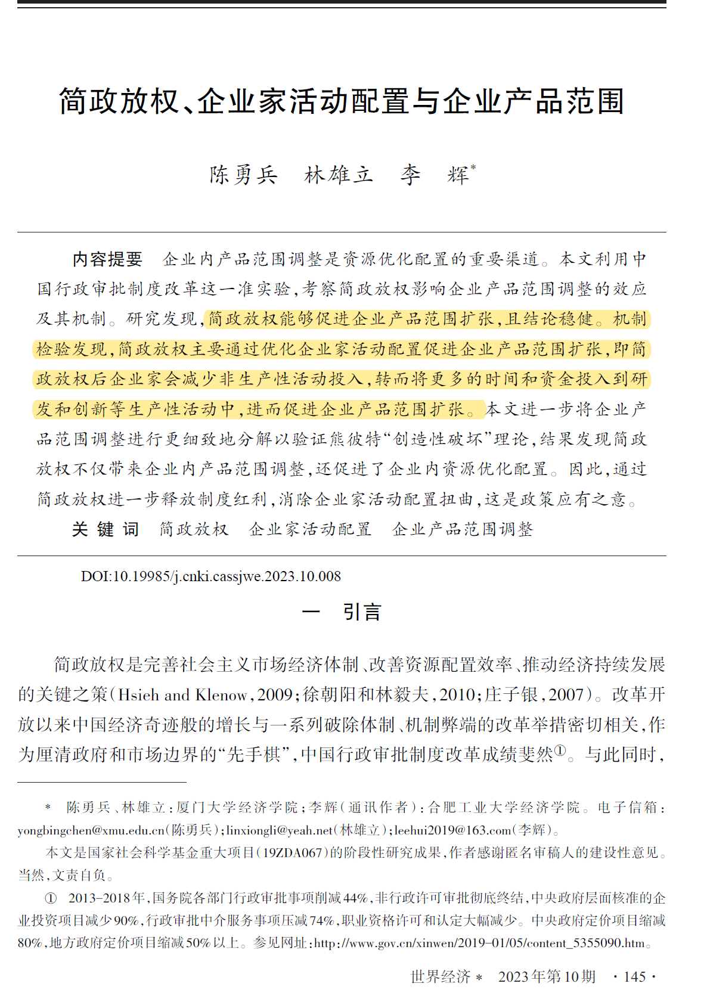 简政放权、企业家活动配置与企业产品范围
陈勇兵 林雄立 李 辉*
内容提要 企业内产品范围调整是资源优化配置的重要渠道。本文利用中
国行政审批制度改革这一准实验,考察简政放权影响企业产品范围调整的效应
及其机制。研究发现,简政放权能够促进企业产品范围扩张,且结论稳健。机制
检验发现,简政放权主要通过优化企业家活动配置促进企业产品范围扩张,即简
政放权后企业家会减少非生产性活动投入,转而将更多的时间和资金投入到研
发和创新等生产性活动中,进而促进企业产品范围扩张。本文进一步将企业产
品范围调整进行更细致地分解以验证熊彼特“创造性破坏”理论,结果发现简政
放权不仅带来企业内产品范围调整,还促进了企业内资源优化配置。因此,通过
简政放权进一步释放制度红利,消除企业家活动配置扭曲,这是政策应有之意。
关 键 词 简政放权 企业家活动配置 企业产品范围调整
DOI:10.19985/j.cnki.cassjwe.2023.10.008
一 引言
简政放权是完善社会主义市场经济体制、改善资源配置效率、推动经济持续发展
的关键之策(Hsieh and Klenow,2009;徐朝阳和林毅夫,2010;庄子银,2007)。改革开
放以来中国经济奇迹般的增长与一系列破除体制、机制弊端的改革举措密切相关,作
为厘清政府和市场边界的“先手棋”,中国行政审批制度改革成绩斐然①。与此同时,
* 陈勇兵、林雄立:厦门大学经济学院;李辉(通讯作者):合肥工业大学经济学院。电子信箱:
yongbingchen@xmu.edu.cn(陈勇兵);linxiongli@yeah.net(林雄立);leehui2019@163.com(李辉)。
本文是国家社会科学基金重大项目(19ZDA067)的阶段性研究成果,作者感谢匿名审稿人的建设性意见。
当然,文责自负。
① 2013–2018年,国务院各部门行政审批事项削减44%,非行政许可审批彻底终结,中央政府层面核准的企
业投资项目减少90%,行政审批中介服务事项压减74%,职业资格许可和认定大幅减少。中央政府定价项目缩减
80%,地方政府定价项目缩减50%以上。参见网址:http://www.gov.cn/xinwen/2019–01/05/content_5355090.htm。
世界经济* 2023年第10期 ·145·